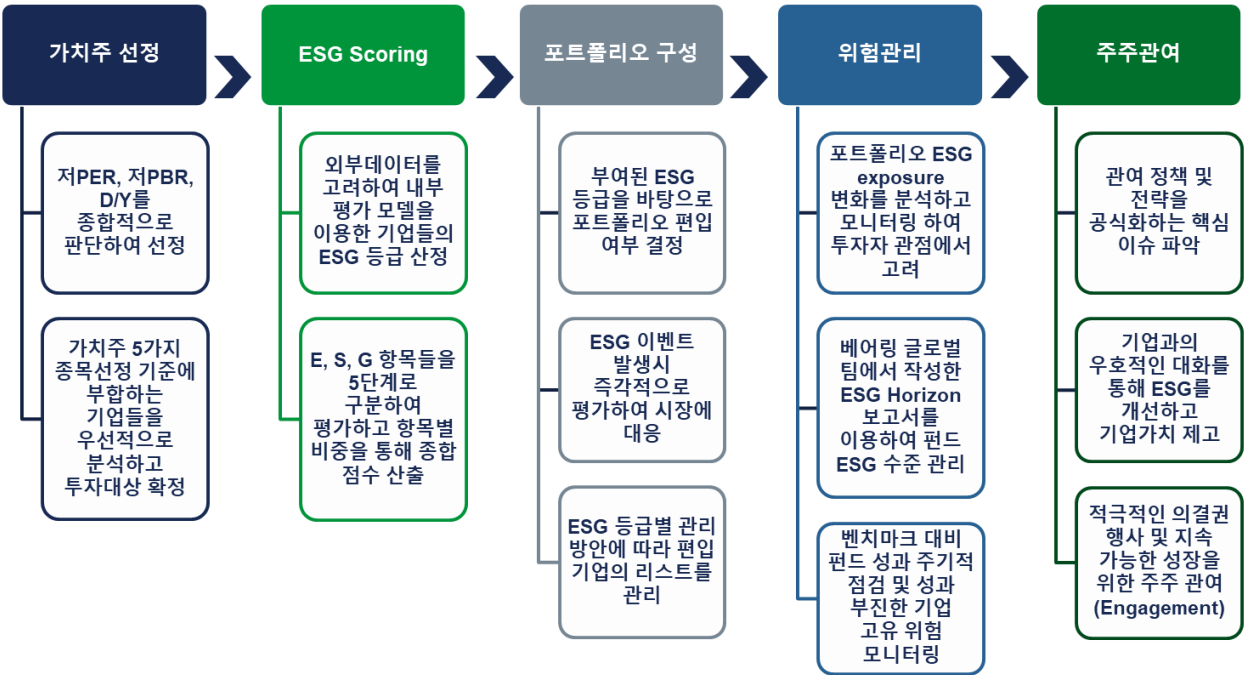 가치주 선정
저PER, 저PBR,
D/Y를
종합적으로
판단하여 선정
가치주 5가지
종목선정 기준에
부합하는
기업들을
우선적으로
분석하고
투자대상 확정
ESG Scoring
외부데이터를
고려하여 내부
평가 모델을
이용한 기업들의
ESG 등급 산정
E, S, G 항목들을
5단계로
구분하여
평가하고 항목별
비중을 통해 종합
점수 산출
포트폴리오 구성
부여된 ESG
등급을 바탕으로
포트폴리오 편입
여부 결정
ESG 이벤트
발생시
즉각적으로
평가하여 시장에
대응
ESG 등급별 관리
방안에 따라 편입
기업의 리스트를
관리
위험관리
포트폴리오 ESG
exposure
변화를 분석하고
모니터링 하여
투자자 관점에서
고려
베어링 글로벌
팀에서 작성한
ESG Horizon
보고서를
이용하여 펀드
ESG 수준 관리
벤치마크 대비
펀드 성과 주기적
점검 및 성과
부진한 기업
고유 위험
모니터링
주주관여
관여 정책 및
전략을
공식화하는 핵심
이슈 파악
기업과의
우호적인 대화를
통해 ESG를
개선하고
기업가치 제고
적극적인 의결권
행사 및 지속
가능한 성장을
위한 주주 관여
(Engagement)